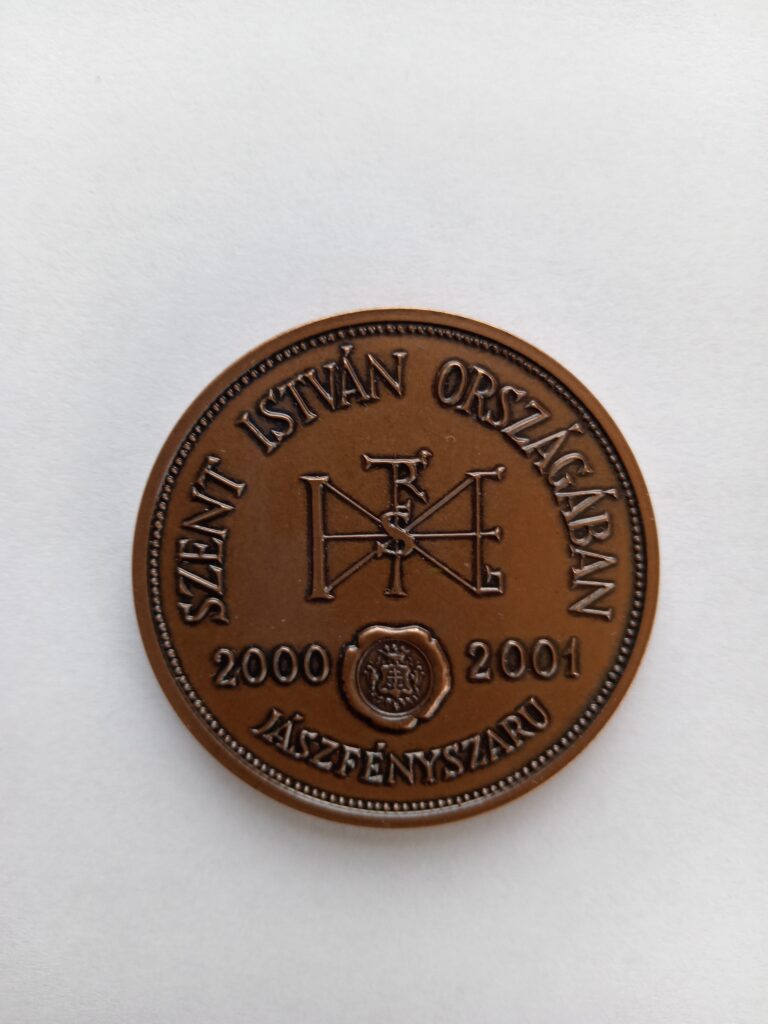 SZENT ISTVÁN ORSZÁGÁBAN
2000 2001
JÁSZFÉNYSZARU